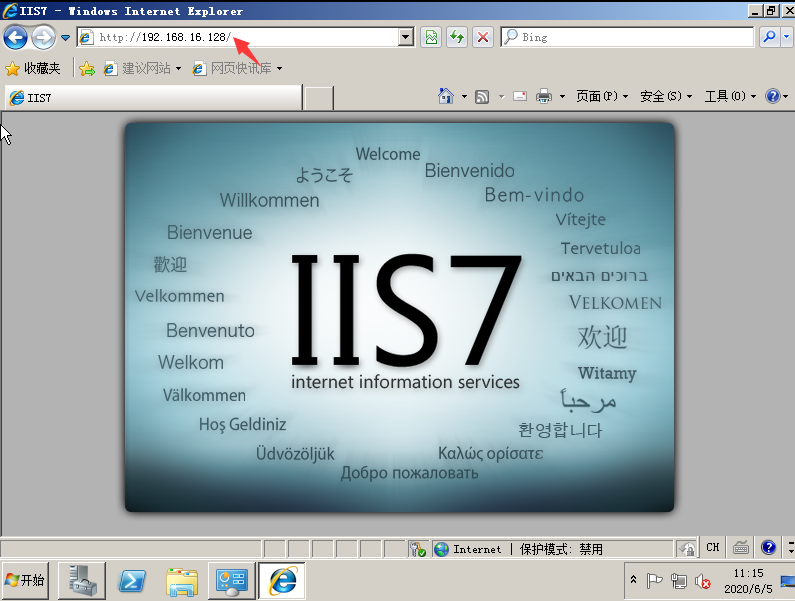 IIS7 - Windows Internet Explorer
http://192.168.16.128/
Bing
收藏夹 建议网站 网页快讯库
IIS7 页面(P) 安全(S) 工具(O)
Welcome
ようこそ
Bienvenido
Willkommen
Bem-vindo
Vítejte
Bienvenue
Tervetuloa
歡迎
ברוכים הבאים
Velkommen
VELKOMEN
Benvenuto
欢迎
Welkom
Witamy
Välkommen
مرحباً
Hoş Geldiniz
환영합니다
Üdvözöljük
Καλώς ορίσατε
Добро пожаловать
IIS7
internet information services
Internet | 保护模式: 禁用
CH
开始
11:15
2020/6/5